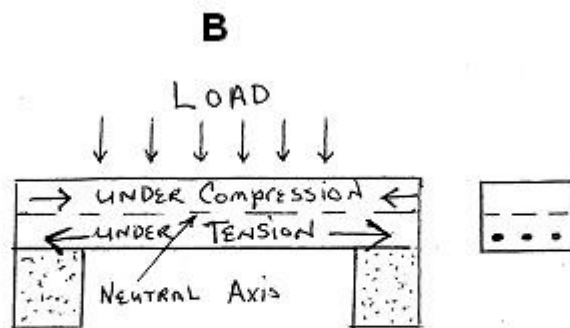 B
LOAD
UNDER Compression
UNDER TENSION
NEUTRAL AXIS